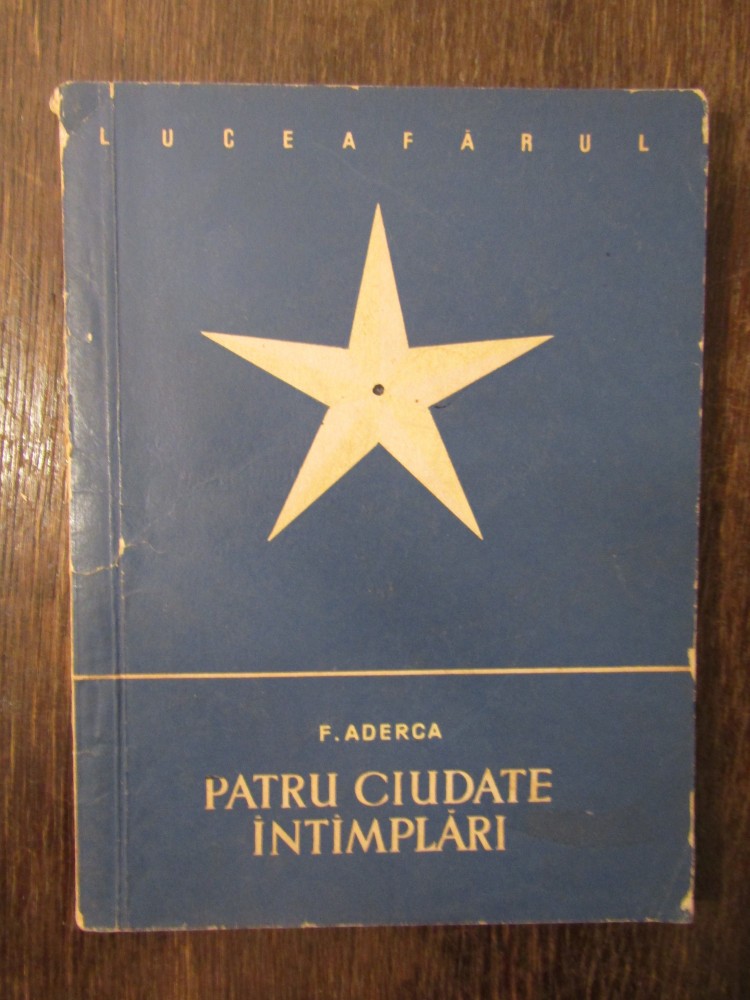 LUCEAFĂRUL
F. ADERCA
PATRU CIUDATE
ÎNTÎMPLĂRI